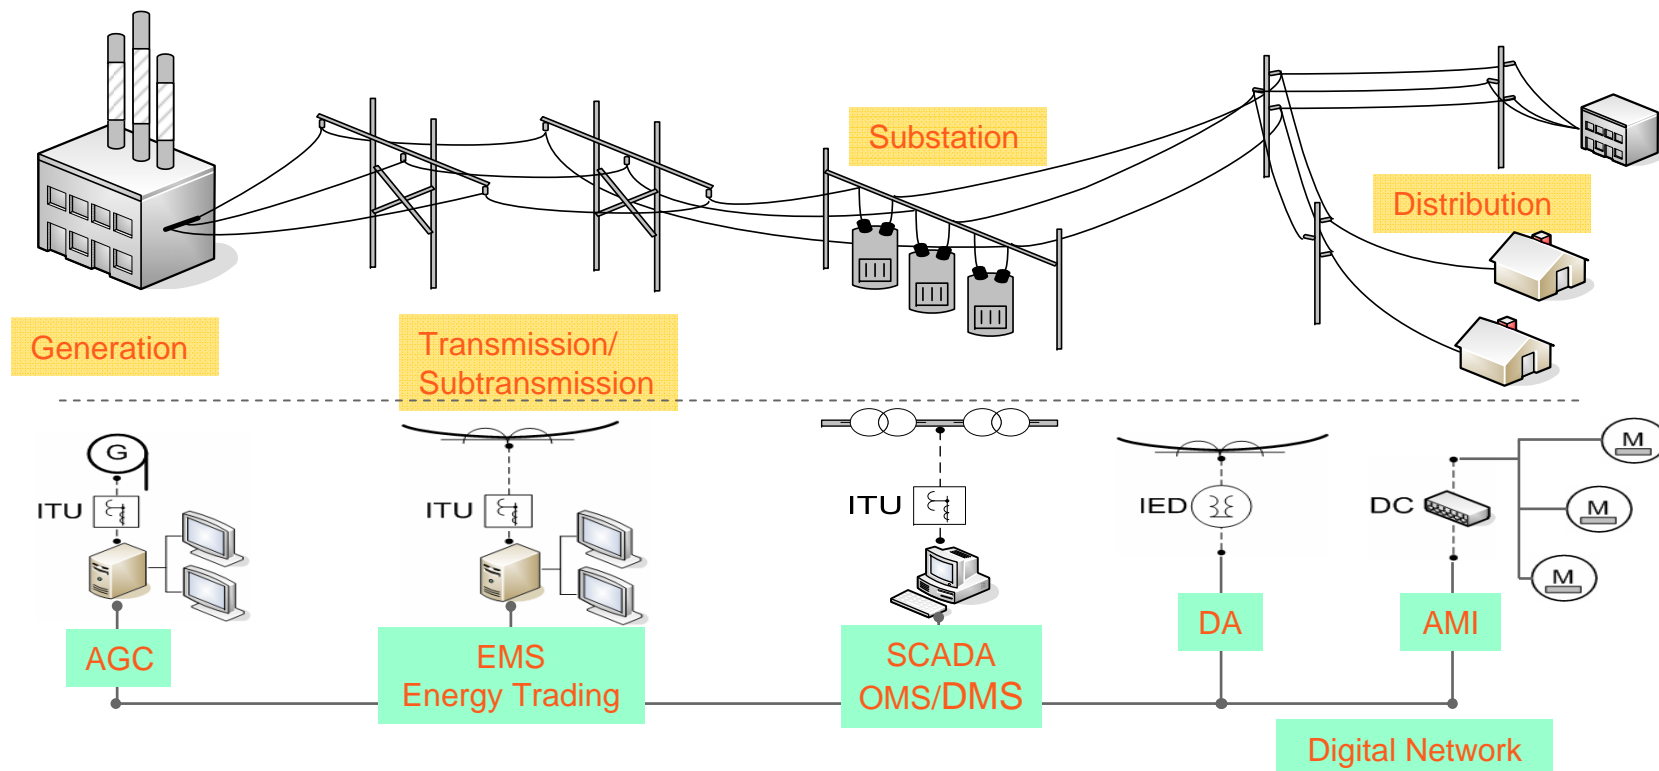 Substation
Distribution
Generation
Transmission/
Subtransmission
G
M
ITU
ITU
ITU
IED
DC
M
M
AGC
EMS
Energy Trading
SCADA
OMS/DMS
DA
AMI
Digital Network